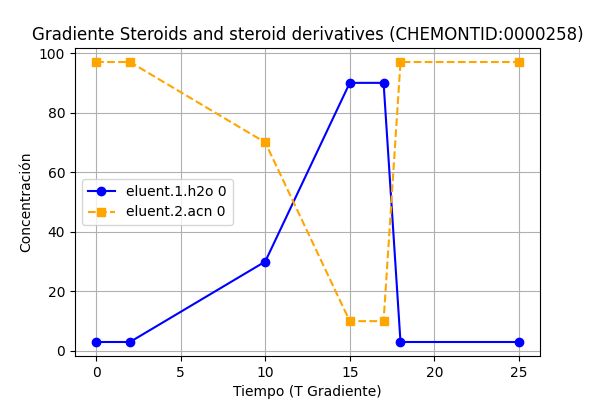 Gradiente Steroids and steroid derivatives (CHEMONTID:0000258)
100
80
60
40
20
0
Concentración
eluent.1.h2o 0
eluent.2.acn 0
0 5 10 15 20 25
Tiempo (T Gradiente)